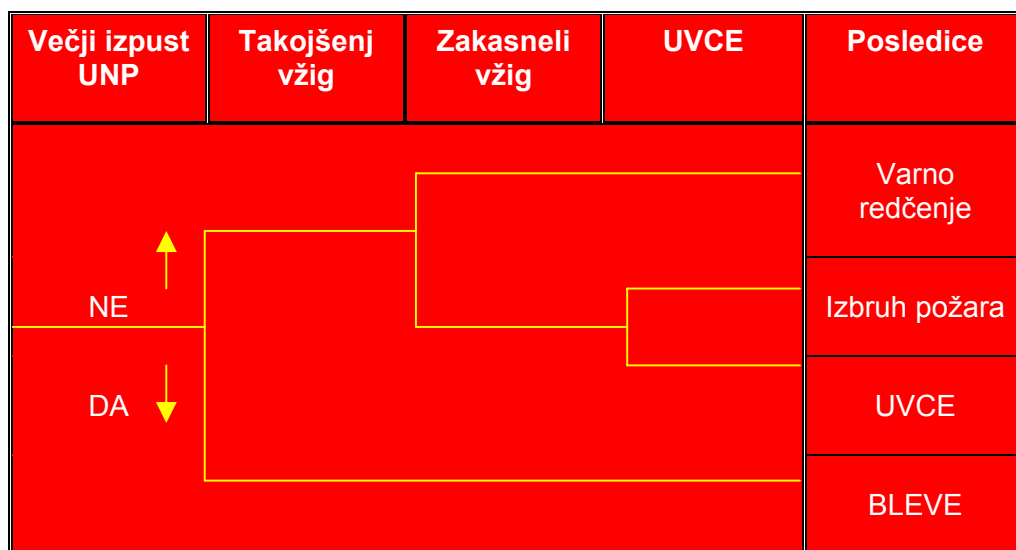 Večji izpust
UNP
Takojšenj
vžig
Zakasneli
vžig
UVCE
Posledice
Varno
redčenje
NE
Izbruh požara
DA
UVCE
BLEVE